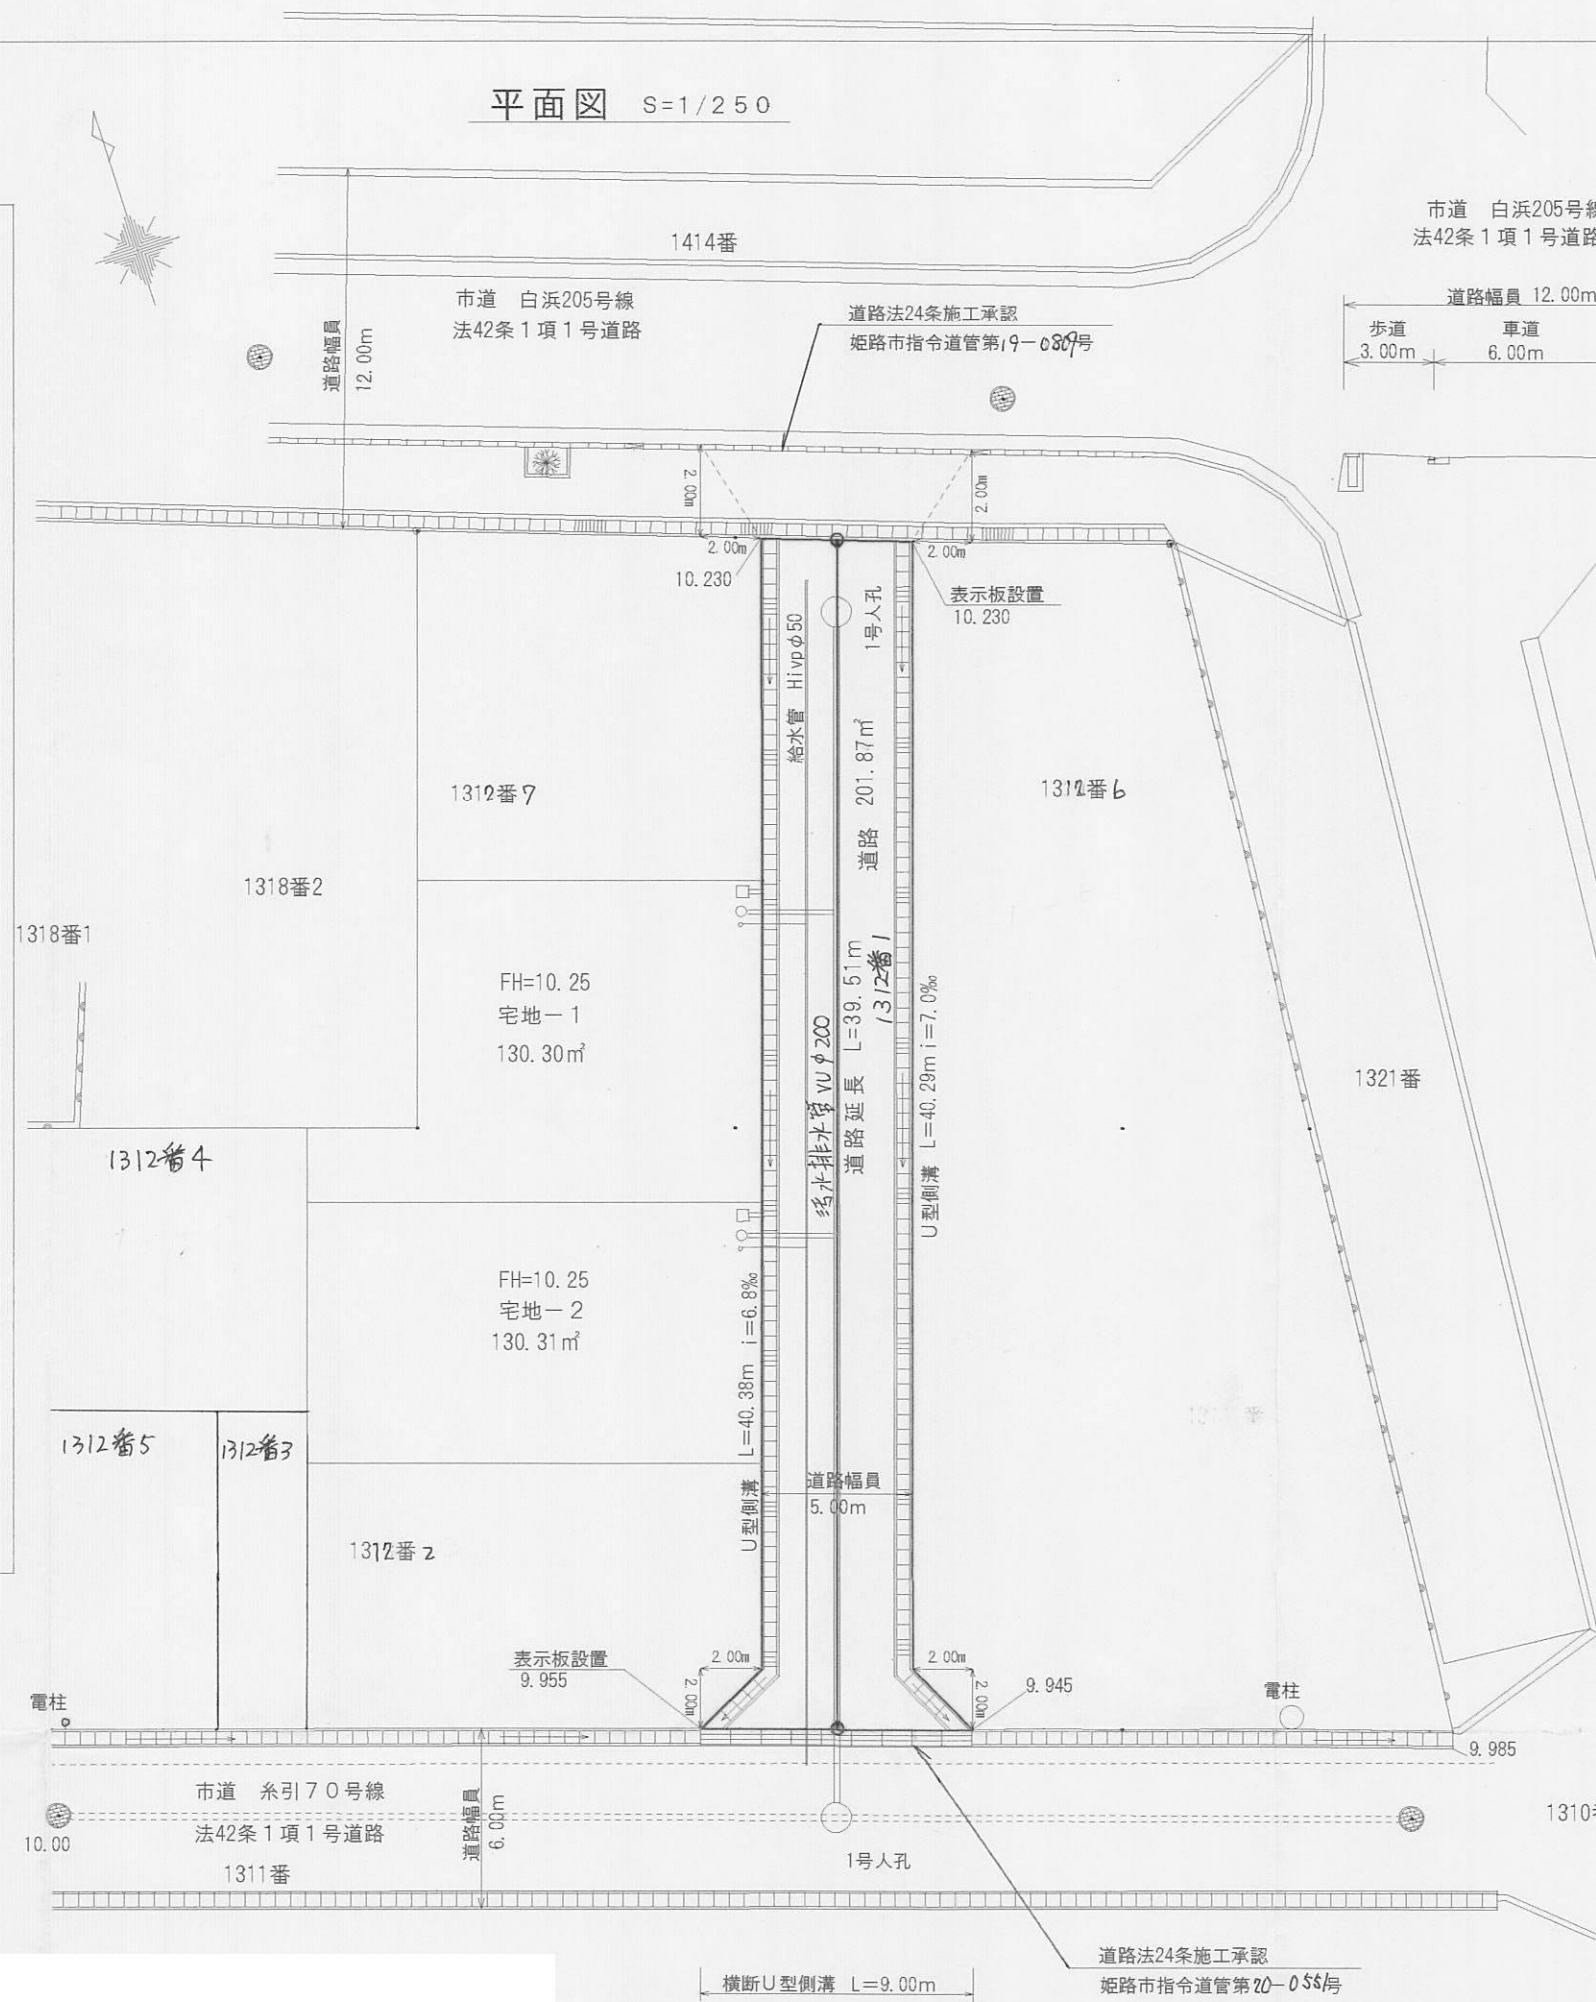 平面図 S=1/250
1414番
市道 白浜205号線
法42条1項1号道路
道路幅員
12.00m
道路法24条施工承認
姫路市指令道管第19-0809号
市道 白浜205号線
法42条1項1号道路
道路幅員 12.00m
歩道
3.00m
車道
6.00m
2.00m
2.00m
2.00m
2.00m
10.230
表示板設置
10.230
給水管 Hivpφ50
1号人孔
道路 201.87㎡
1312番7
1312番6
1318番2
1318番1
FH=10.25
宅地-1
130.30㎡
汚水排水管VUφ200
道路延長 L=39.51m
1312番1
U型側溝 L=40.29m i=7.0‰
1321番
1312番4
FH=10.25
宅地-2
130.31㎡
U型側溝 L=40.38m i=6.8‰
1312番5
1312番3
道路幅員
5.00m
1312番2
表示板設置
9.955
2.00m
2.00m
2.00m
2.00m
9.945
電柱
電柱
9.985
市道 糸引70号線
法42条1項1号道路
道路幅員
6.00m
10.00
1311番
1号人孔
1310
道路法24条施工承認
姫路市指令道管第20-0551号
横断U型側溝 L=9.00m